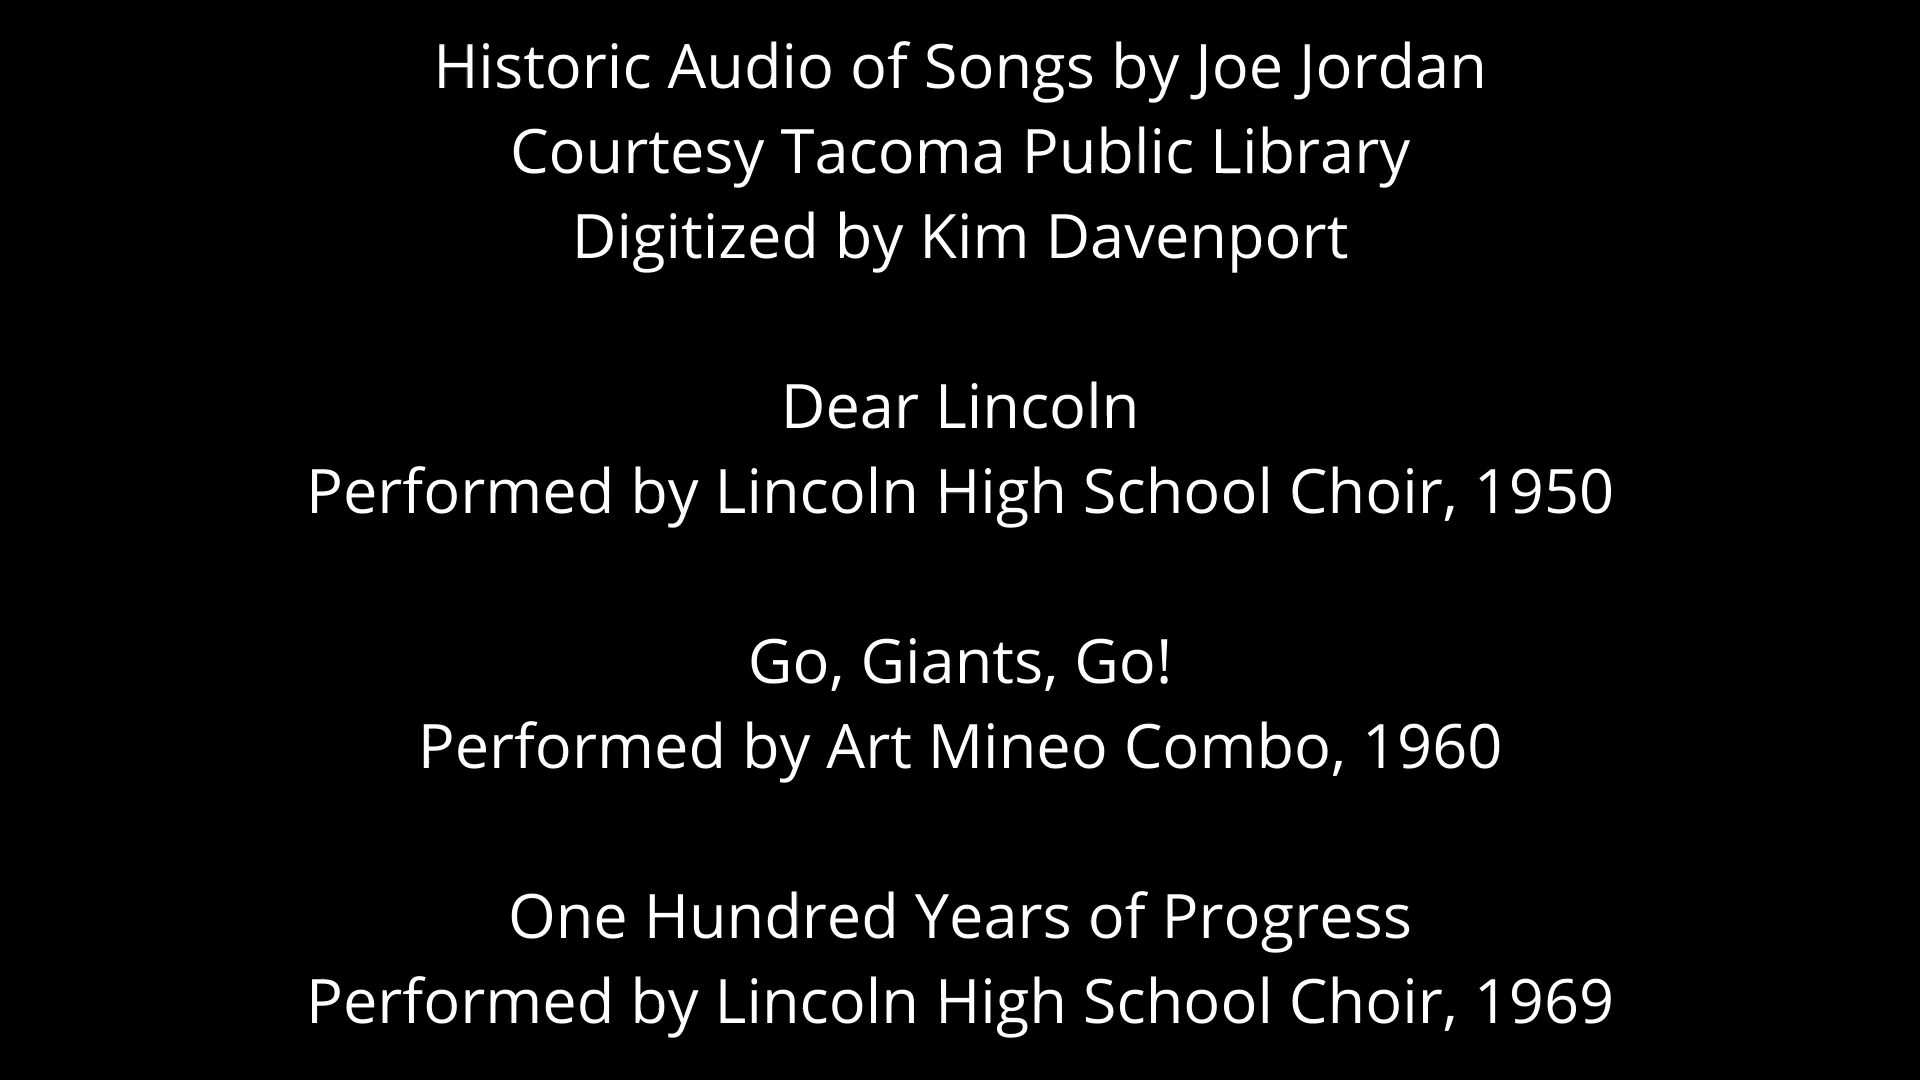 Historic Audio of Songs by Joe Jordan
Courtesy Tacoma Public Library
Digitized by Kim Davenport
Dear Lincoln
Performed by Lincoln High School Choir, 1950
Go, Giants, Go!
Performed by Art Mineo Combo, 1960
One Hundred Years of Progress
Performed by Lincoln High School Choir, 1969